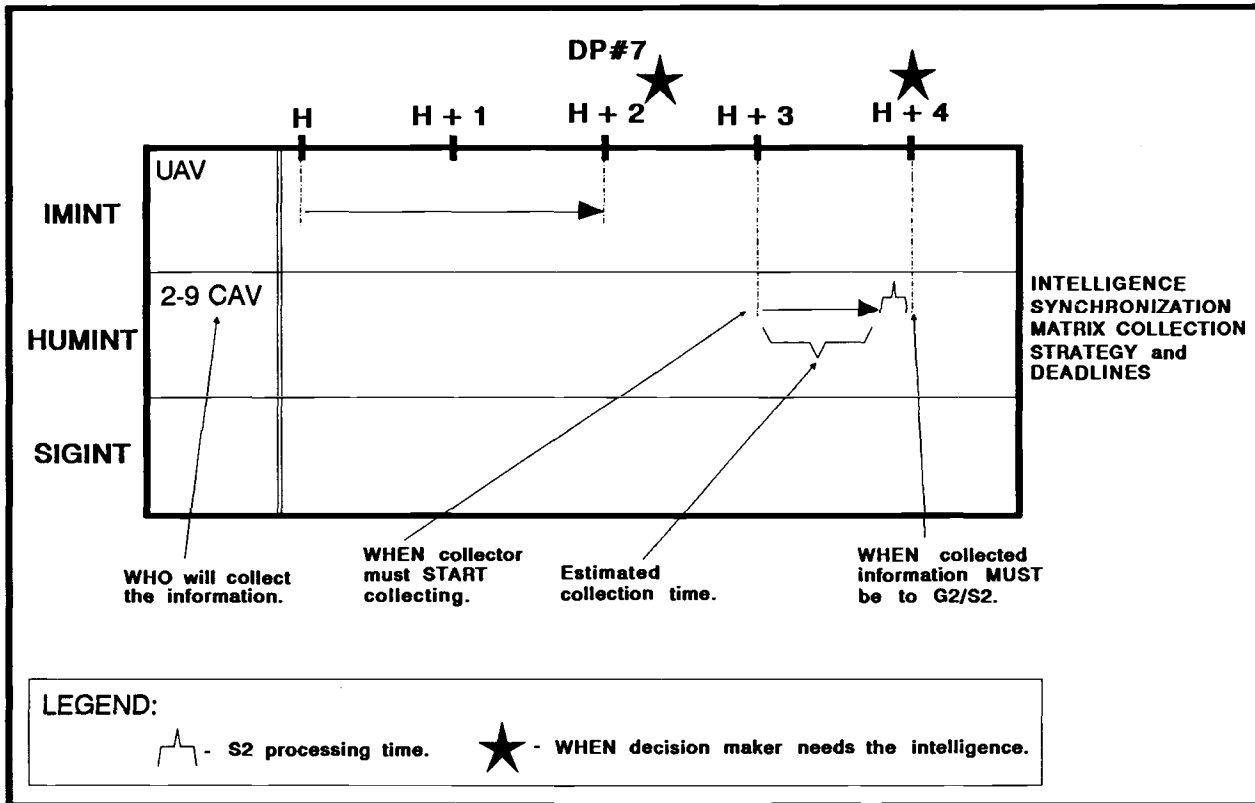 DP#7
H
H + 1
H + 2
H + 3
H + 4
UAV
IMINT
2-9 CAV
HUMINT
SIGINT
INTELLIGENCE
SYNCHRONIZATION
MATRIX COLLECTION
STRATEGY and
DEADLINES
WHO will collect
the information.
WHEN collector
must START
collecting.
Estimated
collection time.
WHEN collected
information MUST
be to G2/S2.
LEGEND:
- S2 processing time.
- WHEN decision maker needs the intelligence.